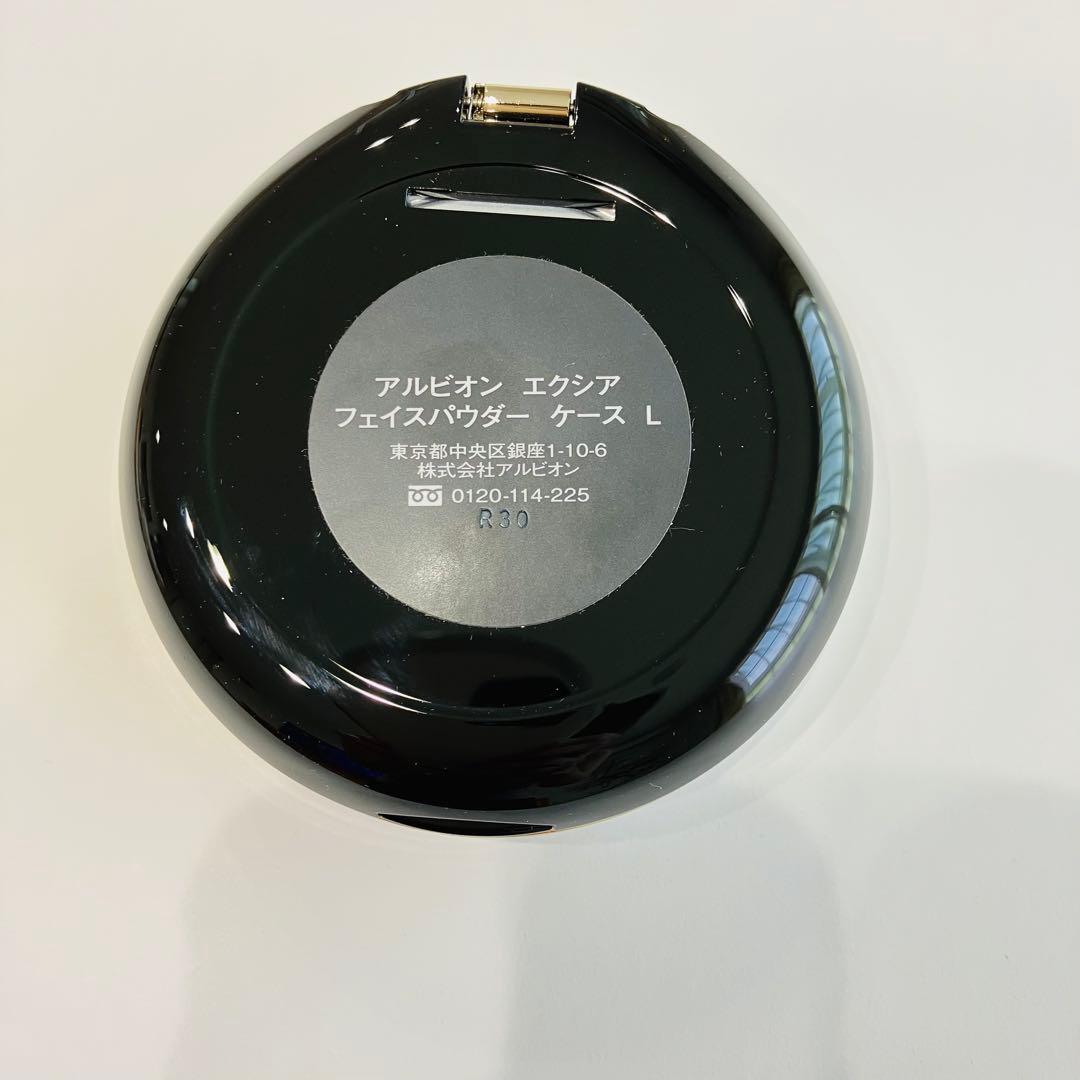 アルビオン エクシア
フェイスパウダー ケース L
東京都中央区銀座1-10-6
株式会社アルビオン
0120-114-225
R30